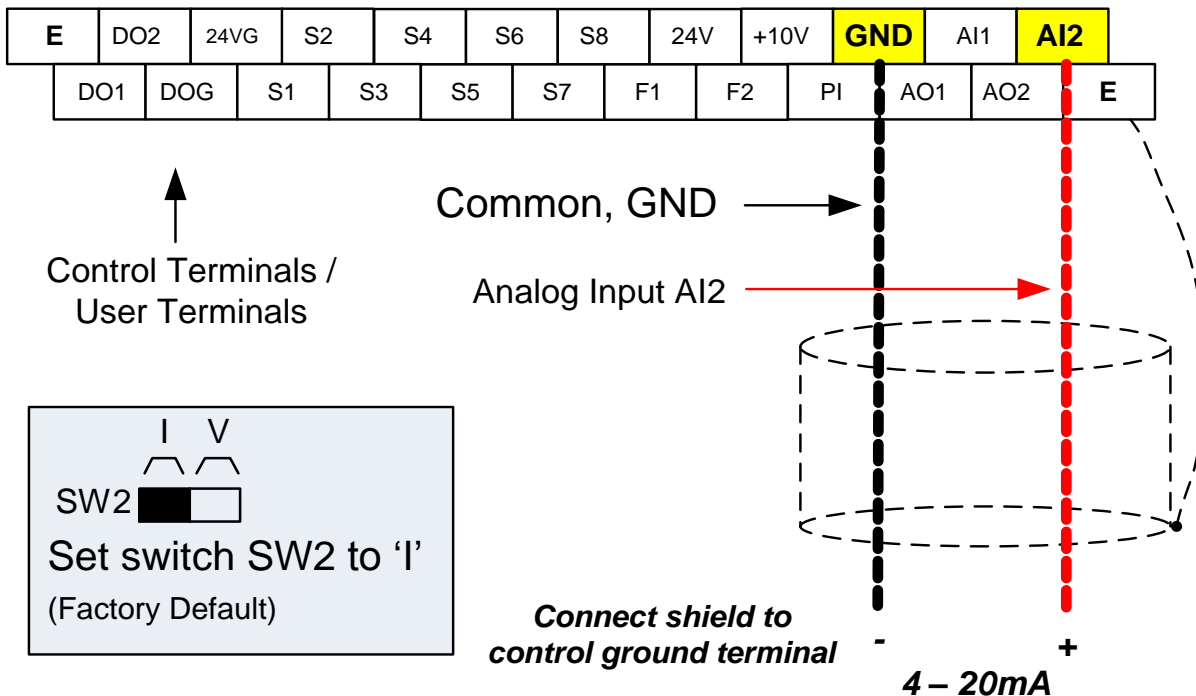 E DO2 24VG S2 S4 S6 S8 24V +10V GND AI1 AI2
DO1 DOG S1 S3 S5 S7 F1 F2 PI AO1 AO2 E
Common, GND
Control Terminals /
User Terminals
Analog Input AI2
I V
SW2
Set switch SW2 to ‘I’
(Factory Default)
Connect shield to
control ground terminal
- +
4 – 20mA